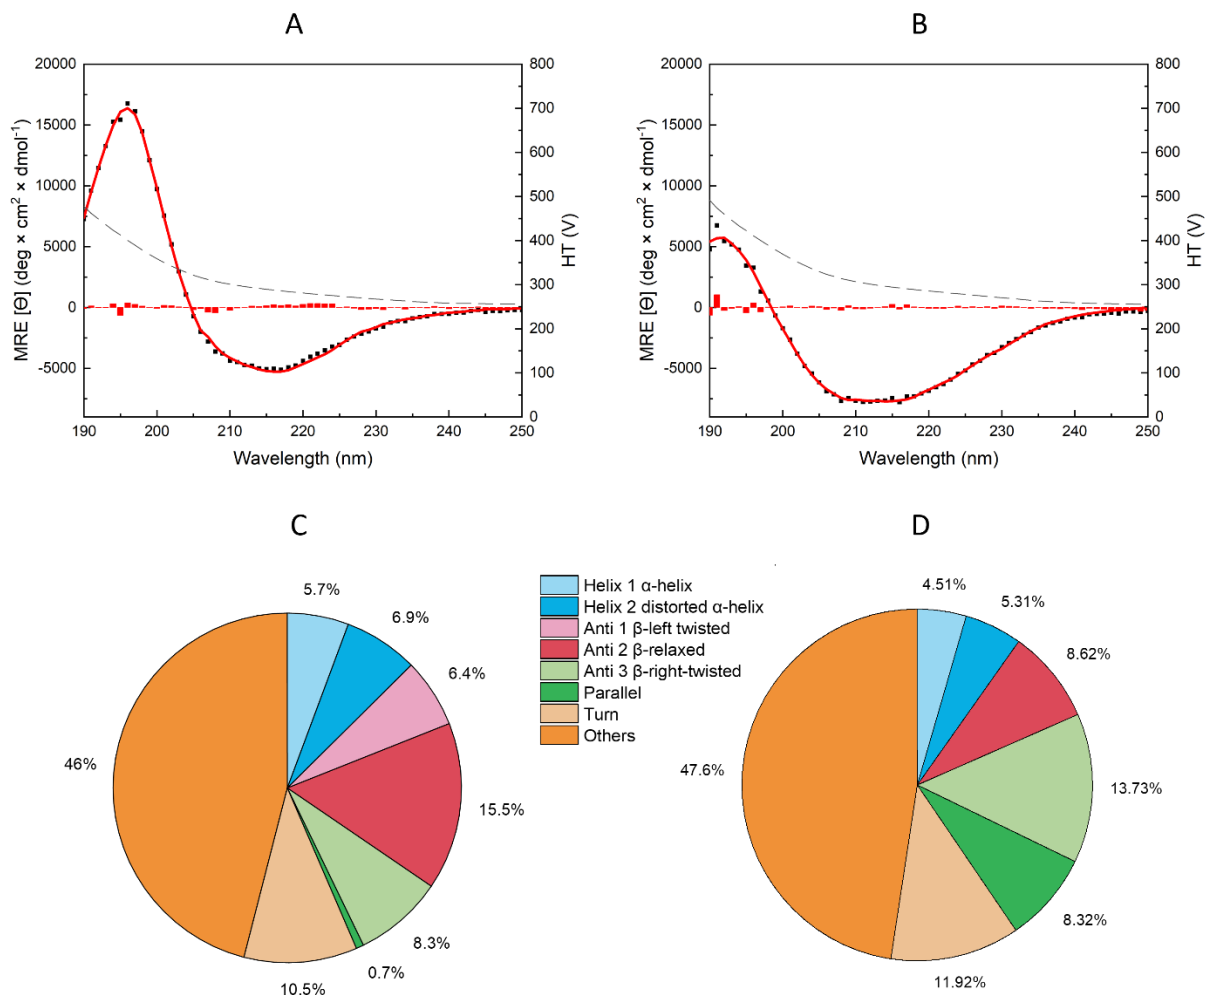 A
B
20000
15000
10000
5000
0
-5000
MRE [Θ] (deg × cm² × dmol⁻¹)
800
700
600
500
400
300
200
100
0
HT (V)
190 200 210 220 230 240 250
Wavelength (nm)
20000
15000
10000
5000
0
-5000
MRE [Θ] (deg × cm² × dmol⁻¹)
800
700
600
500
400
300
200
100
0
HT (V)
190 200 210 220 230 240 250
Wavelength (nm)
C
D
5.7%
6.9%
6.4%
15.5%
8.3%
0.7%
10.5%
46%
Helix 1 α-helix
Helix 2 distorted α-helix
Anti 1 β-left twisted
Anti 2 β-relaxed
Anti 3 β-right-twisted
Parallel
Turn
Others
4.51%
5.31%
8.62%
13.73%
8.32%
11.92%
47.6%